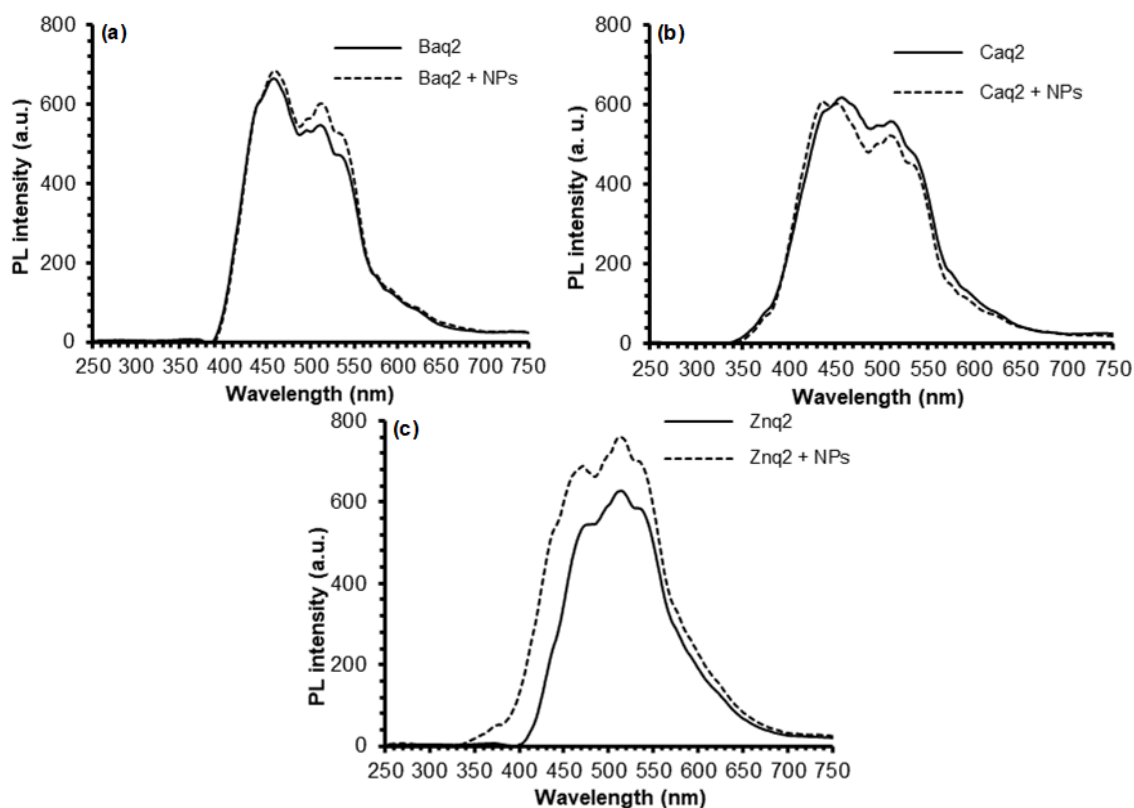 (a)
Baq2
Baq2 + NPs
PL intensity (a.u.)
800
600
400
200
0
250 300 350 400 450 500 550 600 650 700 750
Wavelength (nm)
(b)
Caq2
Caq2 + NPs
PL intensity (a. u.)
800
600
400
200
0
250 300 350 400 450 500 550 600 650 700 750
Wavelength (nm)
(c)
Znq2
Znq2 + NPs
PL intensity (a.u.)
800
600
400
200
0
250 300 350 400 450 500 550 600 650 700 750
Wavelength (nm)